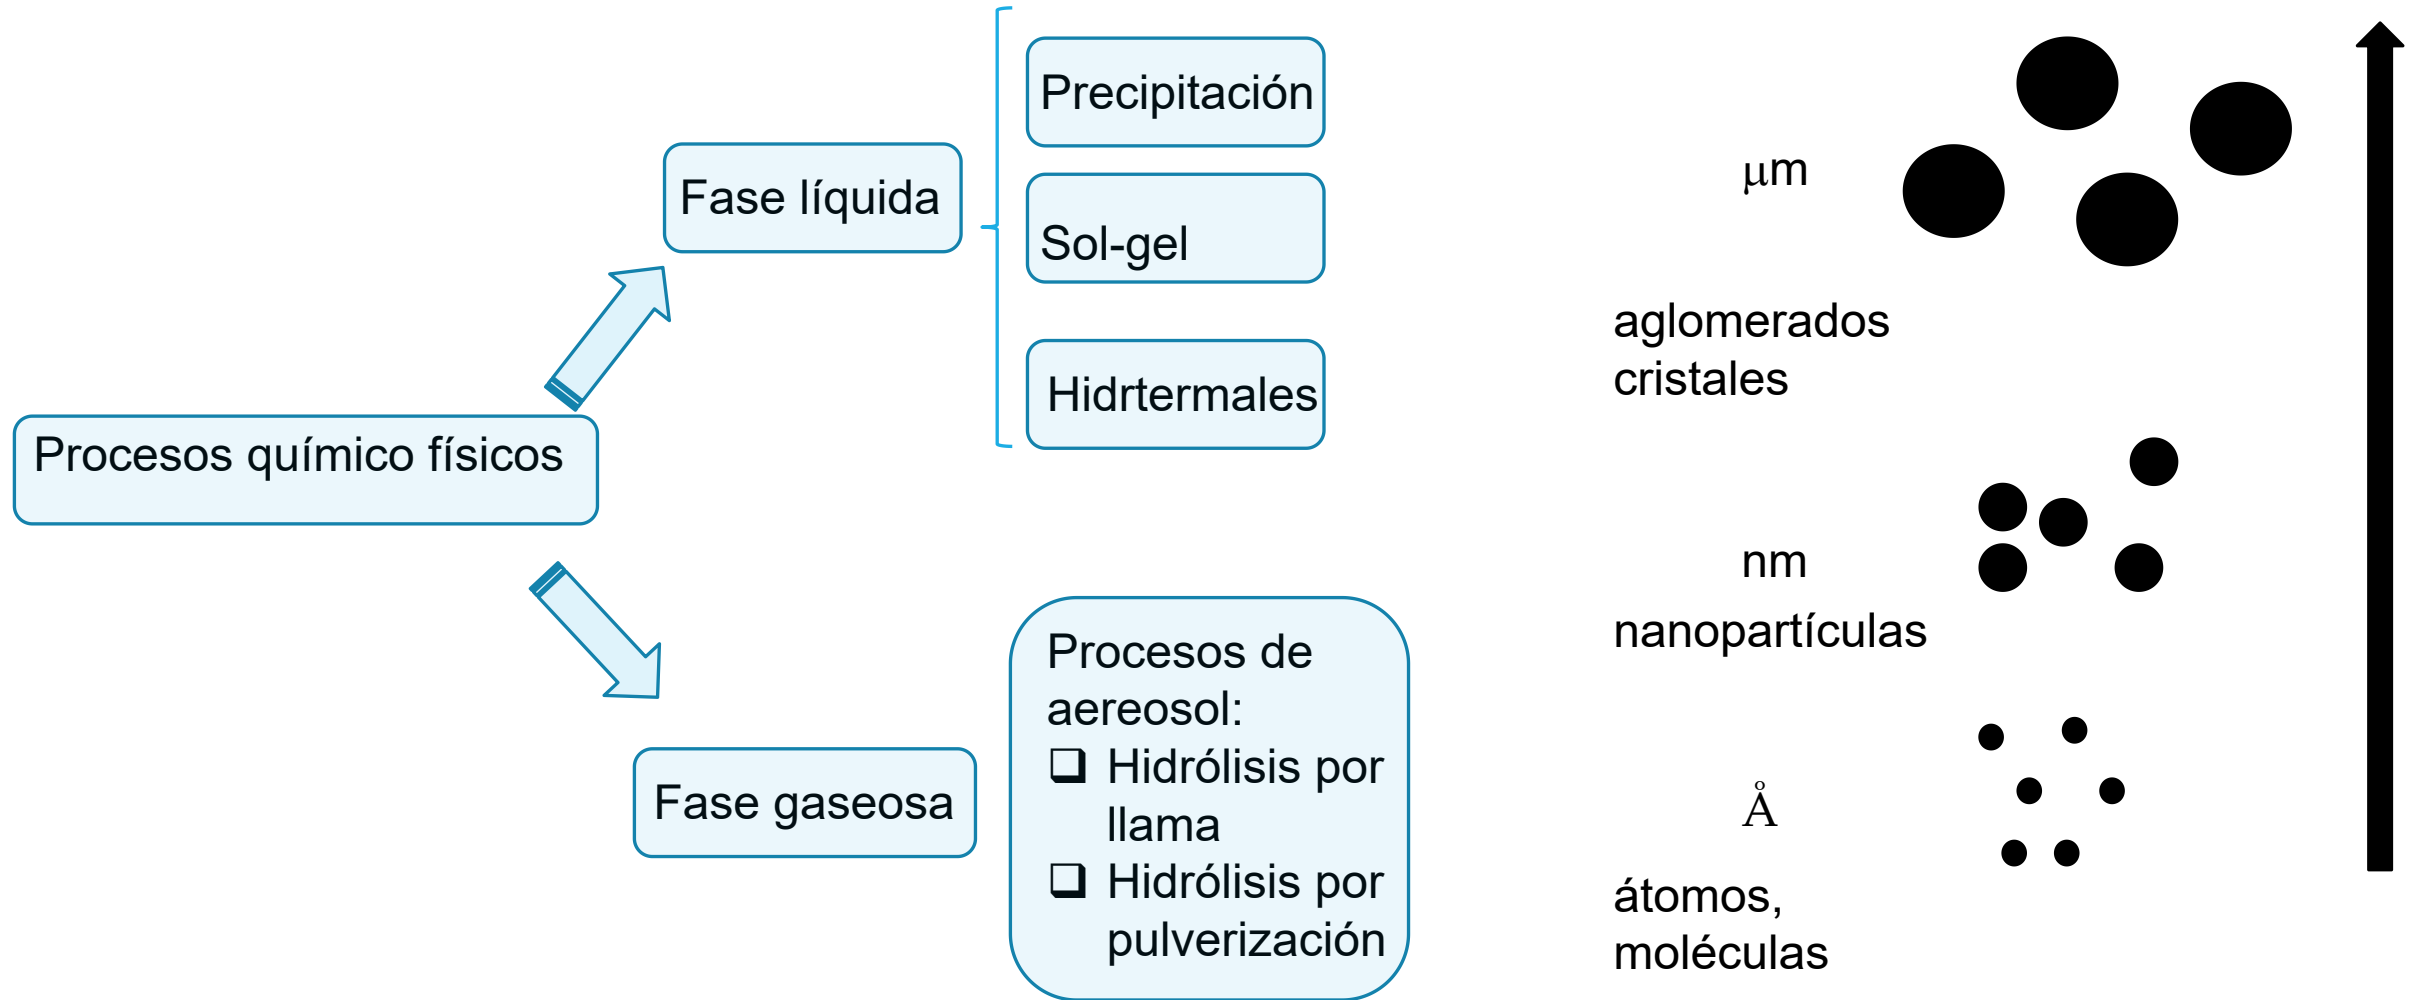 Procesos químico físicos
Fase líquida
Precipitación
Sol-gel
Hidrtermales
Fase gaseosa
Procesos de
aereosol:
Hidrólisis por
llama
Hidrólisis por
pulverización
μm
aglomerados
cristales
nm
nanopartículas
Å
átomos,
moléculas